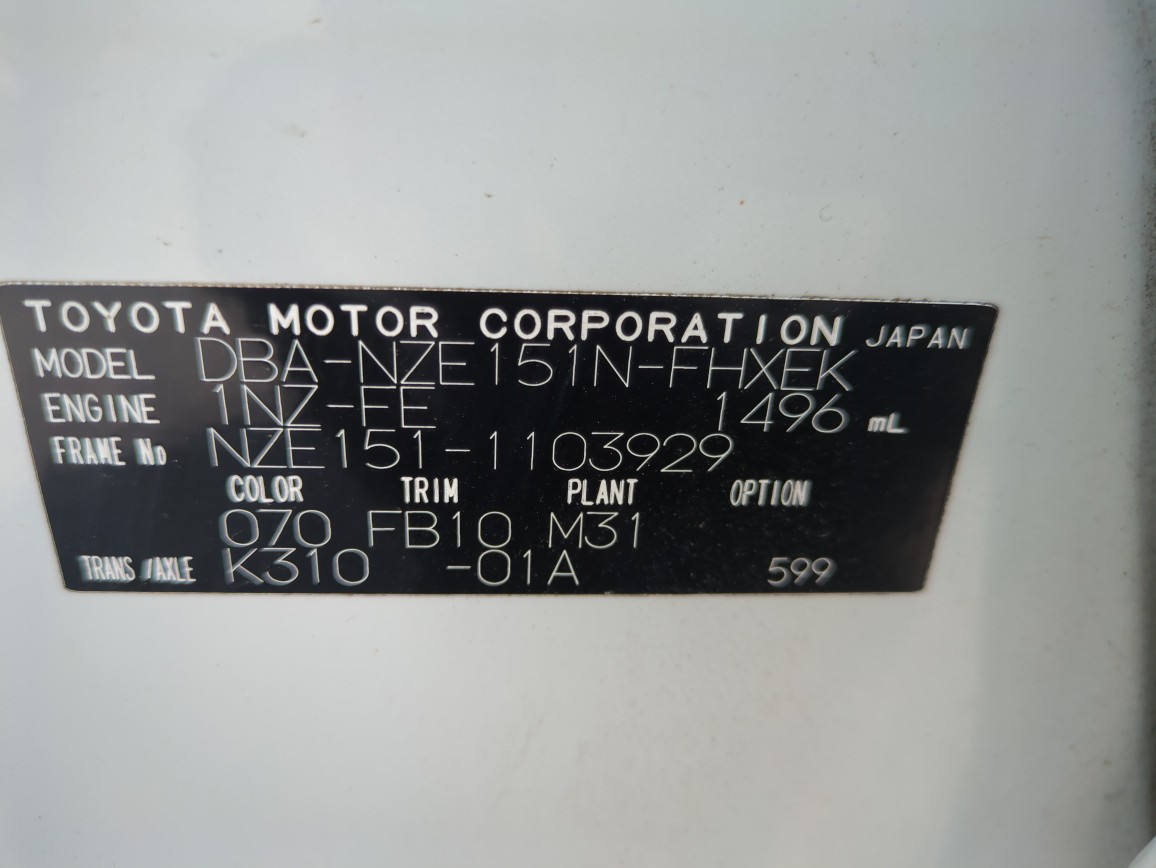 TOYOTA MOTOR CORPORATION JAPAN
MODEL DBA-NZE151N-FHXEK
ENGINE 1NZ-FE 1496 mL
FRAME No NZE151-1103929
COLOR TRIM PLANT OPTION
070 FB10 M31
TRANS/AXLE K310 -01A 599